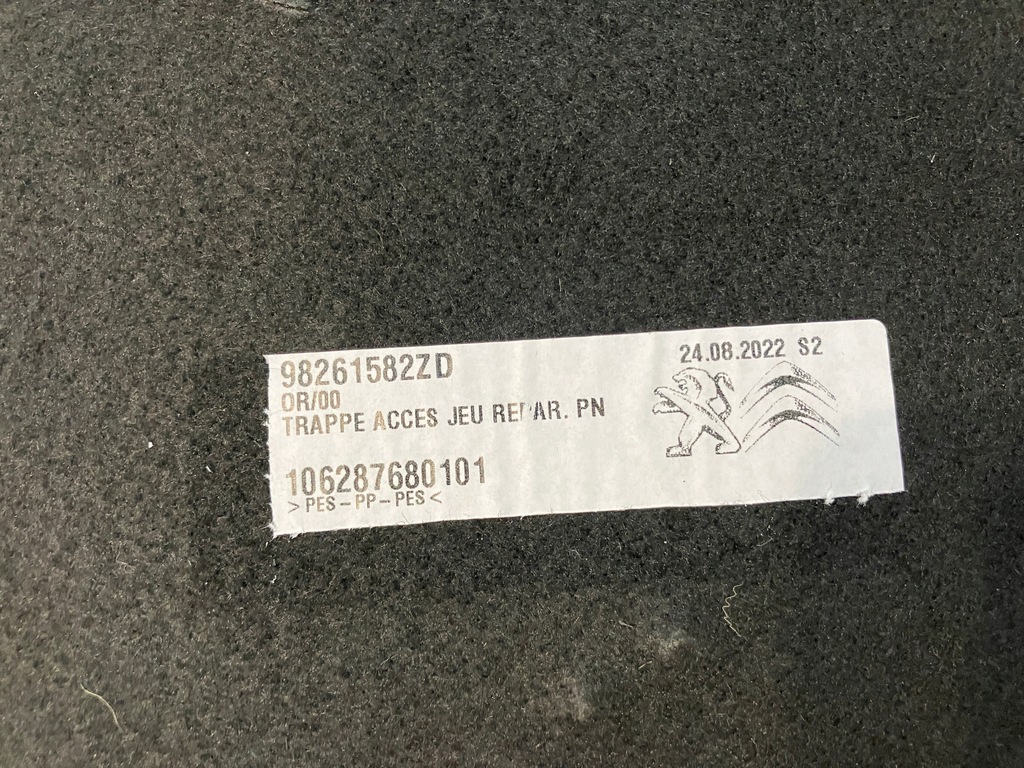 98261582ZD
24.08.2022 S2
OR/00
TRAPPE ACCES JEU REPAR. PN
106287680101
>PES-PP-PES<